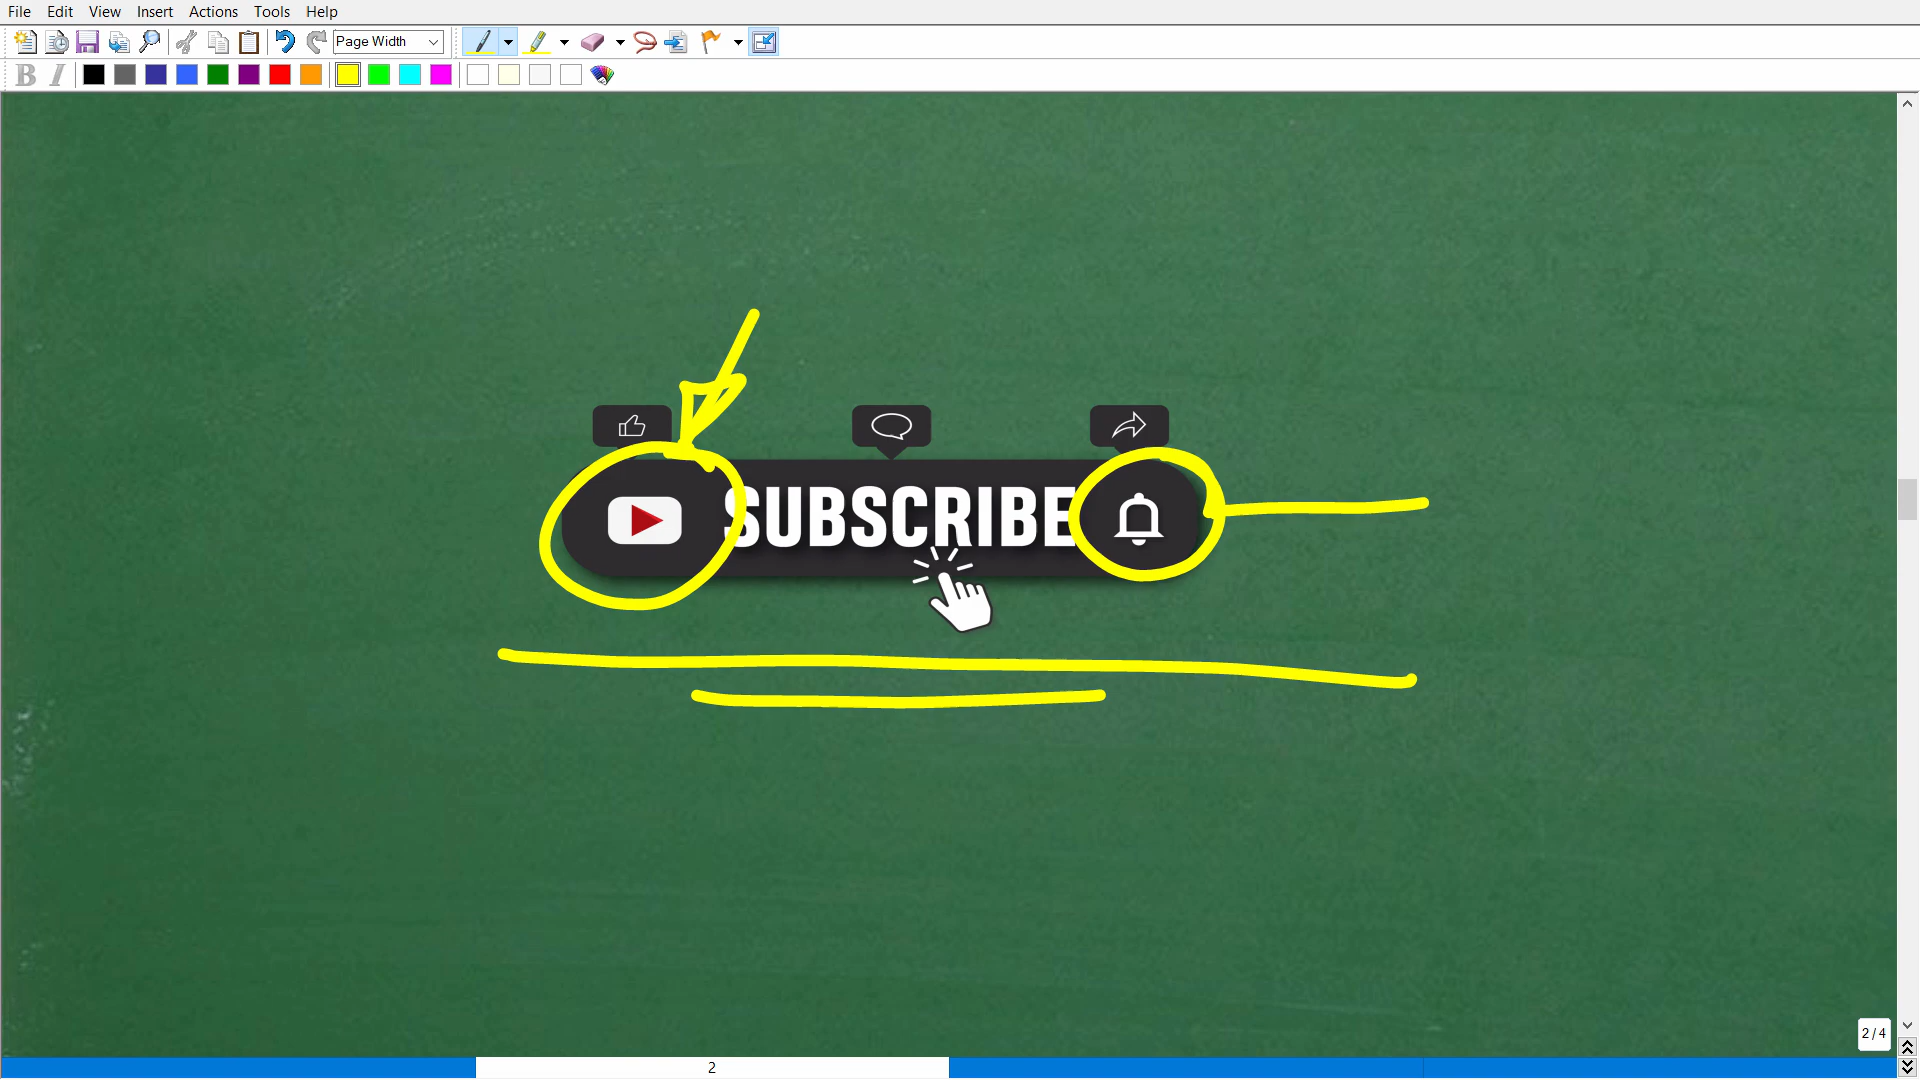 File Edit View Insert Actions Tools Help
Page Width
B I
SUBSCRIBE
2 / 4
2